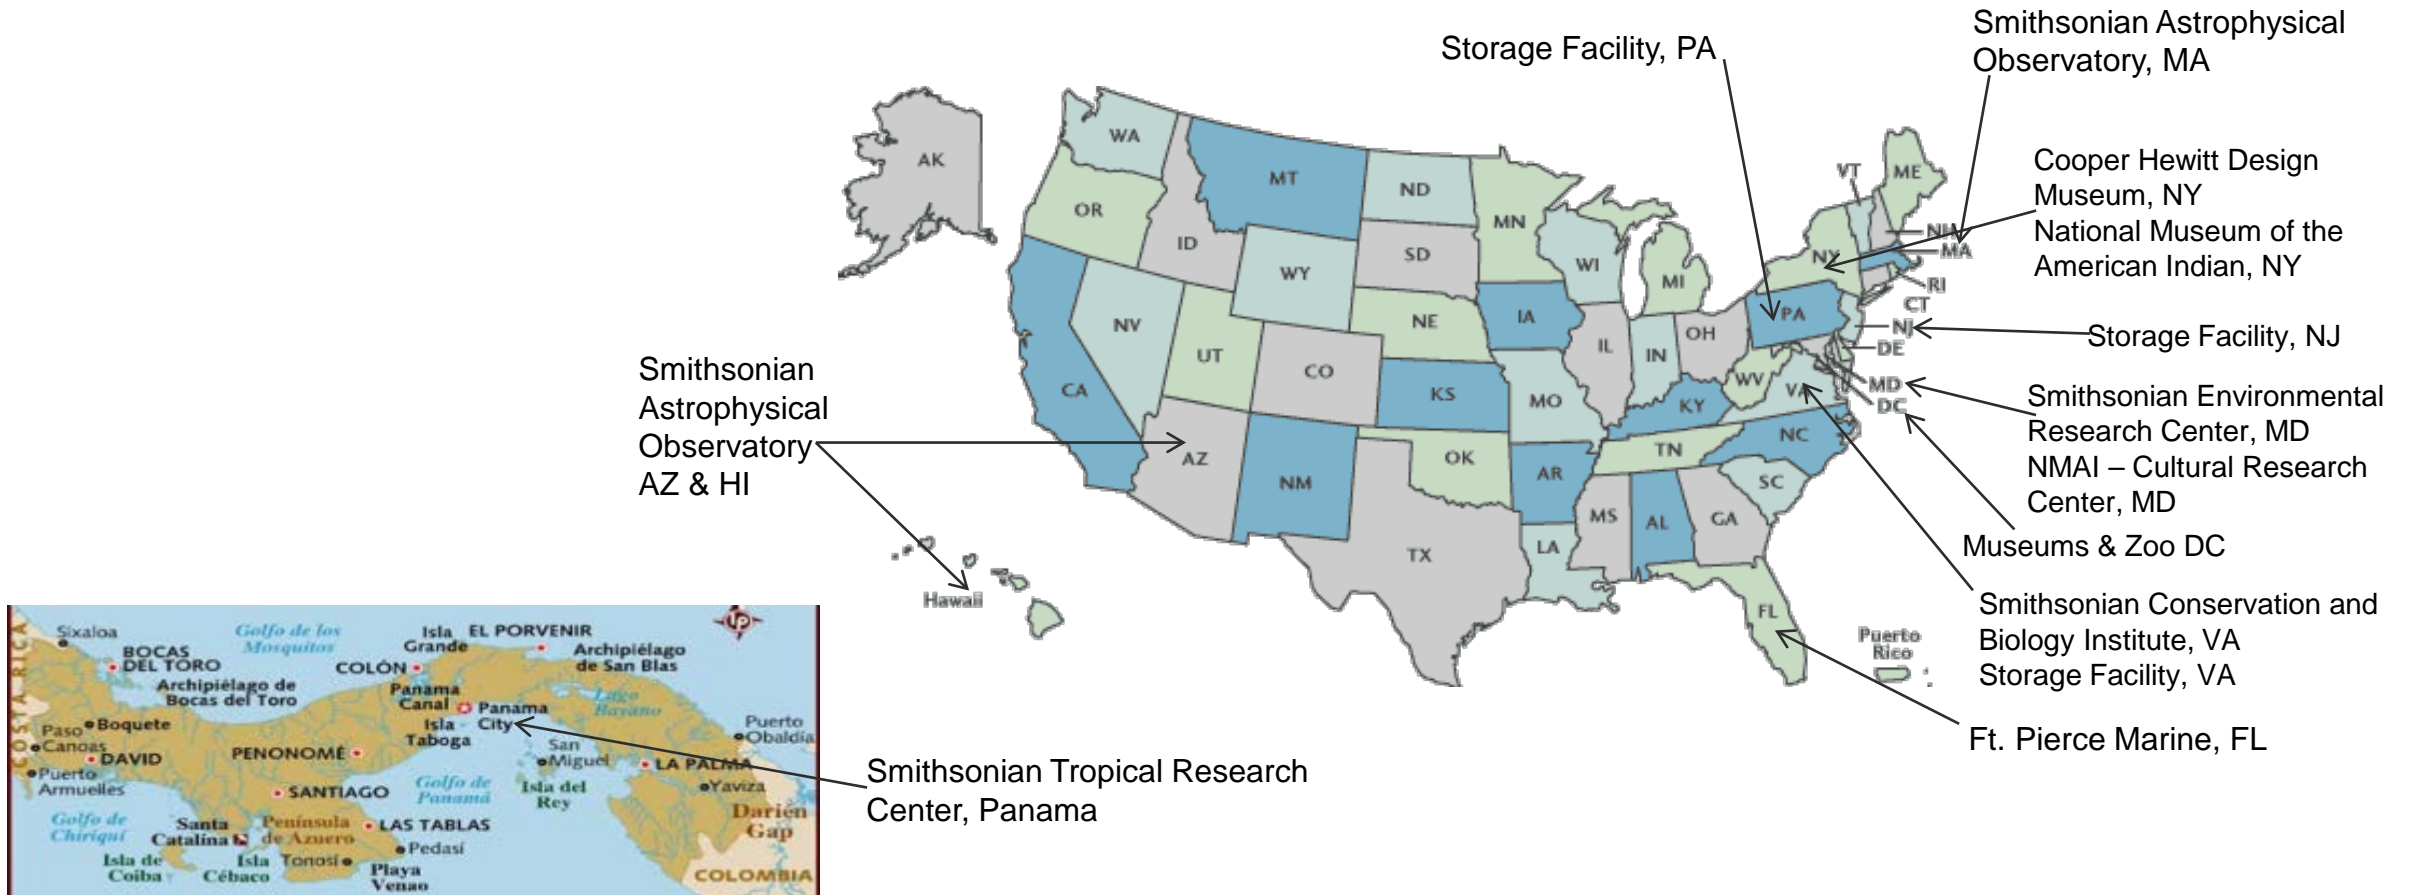 Storage Facility, PA
Smithsonian Astrophysical
Observatory, MA
Cooper Hewitt Design
Museum, NY
National Museum of the
American Indian, NY
Storage Facility, NJ
Smithsonian Environmental
Research Center, MD
NMAI – Cultural Research
Center, MD
Museums & Zoo DC
Smithsonian Conservation and
Biology Institute, VA
Storage Facility, VA
Ft. Pierce Marine, FL
Smithsonian
Astrophysical
Observatory
AZ & HI
Smithsonian Tropical Research
Center, Panama
AK
WA
OR
CA
NV
ID
MT
WY
UT
AZ
CO
NM
ND
SD
NE
KS
OK
TX
MN
IA
MO
AR
LA
WI
IL
MI
IN
OH
KY
TN
MS
AL
GA
FL
SC
NC
VA
WV
PA
NY
VT
ME
NH
MA
RI
CT
NJ
DE
MD
DC
Hawaii
Puerto
Rico
COSTA RICA
Sixaloa
BOCAS
DEL TORO
Archipiélago de
Bocas del Toro
Golfo de los
Mosquitos
Isla
Grande
EL PORVENIR
COLÓN
Archipiélago
de San Blas
lp
Panama
Canal
Panama
City
Isla
Taboga
Lago
Bayano
Puerto
Obaldía
Paso
Canoas
Boquete
DAVID
Puerto
Armuelles
PENONOMÉ
San
Miguel
LA PALMA
Yaviza
SANTIAGO
Golfo de
Panamá
Isla del
Rey
Darién
Gap
Golfo de
Chiriquí
Santa
Catalina
Península
de Azuero
LAS TABLAS
Pedasí
Isla de
Coiba
Isla
Cébaco
Tonosí
Playa
Venao
COLOMBIA